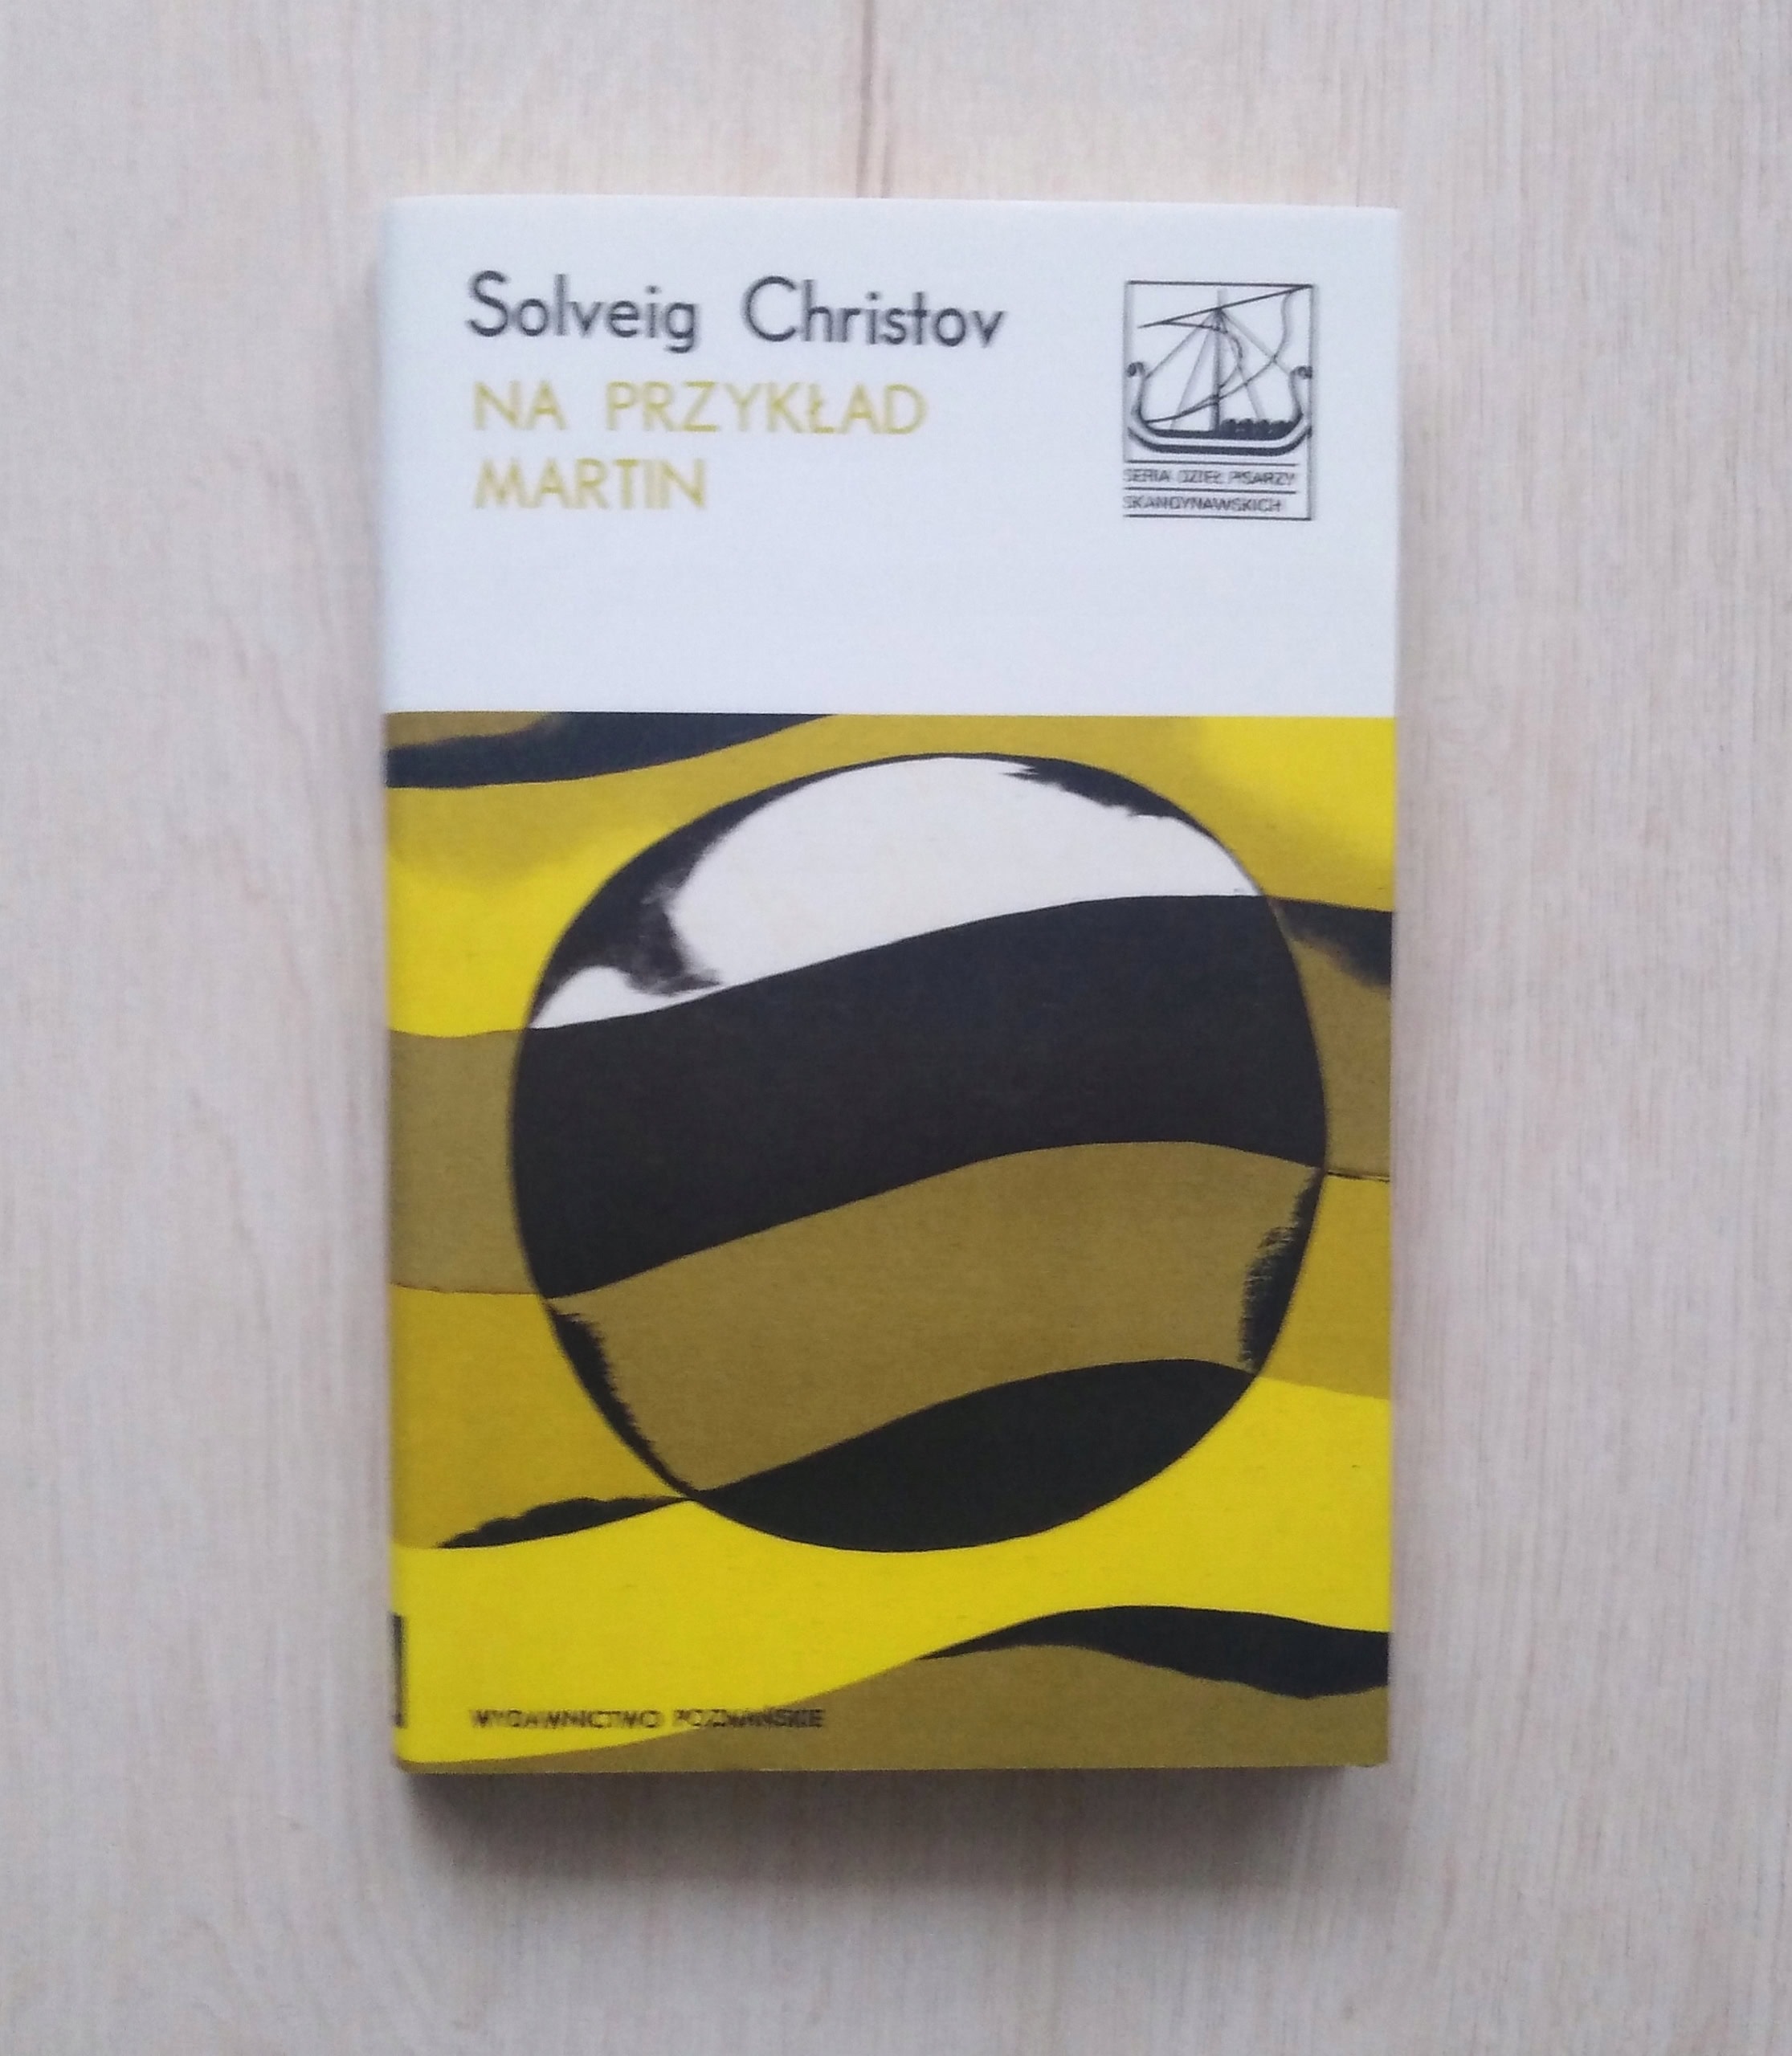 Solveig Christov
NA PRZYKŁAD
MARTIN
SERIA DZIEŁ PISARZY
SKANDYNAWSKICH
WYDAWNICTWO POZNAŃSKIE